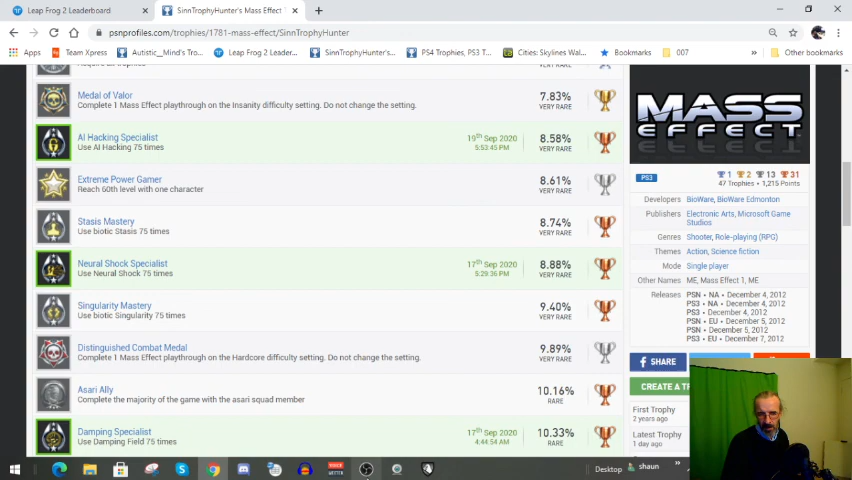 Leap Frog 2 Leaderboard
SinnTrophyHunter's Mass Effect
psnprofiles.com/trophies/1781-mass-effect/SinnTrophyHunter
Apps
Team Xpress
Autistic__Mind's Tro...
Leap Frog 2 Leader...
SinnTrophyHunter's...
PS4 Trophies, PS3 T...
Cities: Skylines Wal...
Bookmarks
007
Other bookmarks
Medal of Valor
Complete 1 Mass Effect playthrough on the Insanity difficulty setting. Do not change the setting.
7.83%
VERY RARE
AI Hacking Specialist
Use AI Hacking 75 times
19th Sep 2020
5:53:45 PM
8.58%
VERY RARE
Extreme Power Gamer
Reach 60th level with one character
8.61%
VERY RARE
Stasis Mastery
Use biotic Stasis 75 times
8.74%
VERY RARE
Neural Shock Specialist
Use Neural Shock 75 times
17th Sep 2020
5:29:36 PM
8.88%
VERY RARE
Singularity Mastery
Use biotic Singularity 75 times
9.40%
VERY RARE
Distinguished Combat Medal
Complete 1 Mass Effect playthrough on the Hardcore difficulty setting. Do not change the setting.
9.89%
VERY RARE
Asari Ally
Complete the majority of the game with the asari squad member
10.16%
RARE
Damping Specialist
Use Damping Field 75 times
17th Sep 2020
4:44:54 AM
10.33%
RARE
MASS
EFFECT
PS3
1 2 13 31
47 Trophies • 1,215 Points
Developers BioWare, BioWare Edmonton
Publishers Electronic Arts, Microsoft Game
Studios
Genres Shooter, Role-playing (RPG)
Themes Action, Science fiction
Mode Single player
Other Names ME, Mass Effect 1, ME
Releases PSN • NA • December 4, 2012
PS3 • NA • December 4, 2012
PS3 • December 4, 2012
PSN • EU • December 5, 2012
PSN • December 5, 2012
PS3 • EU • December 7, 2012
SHARE
CREATE A TR
First Trophy
2 years ago
Latest Trophy
1 day ago
Desktop
shaun